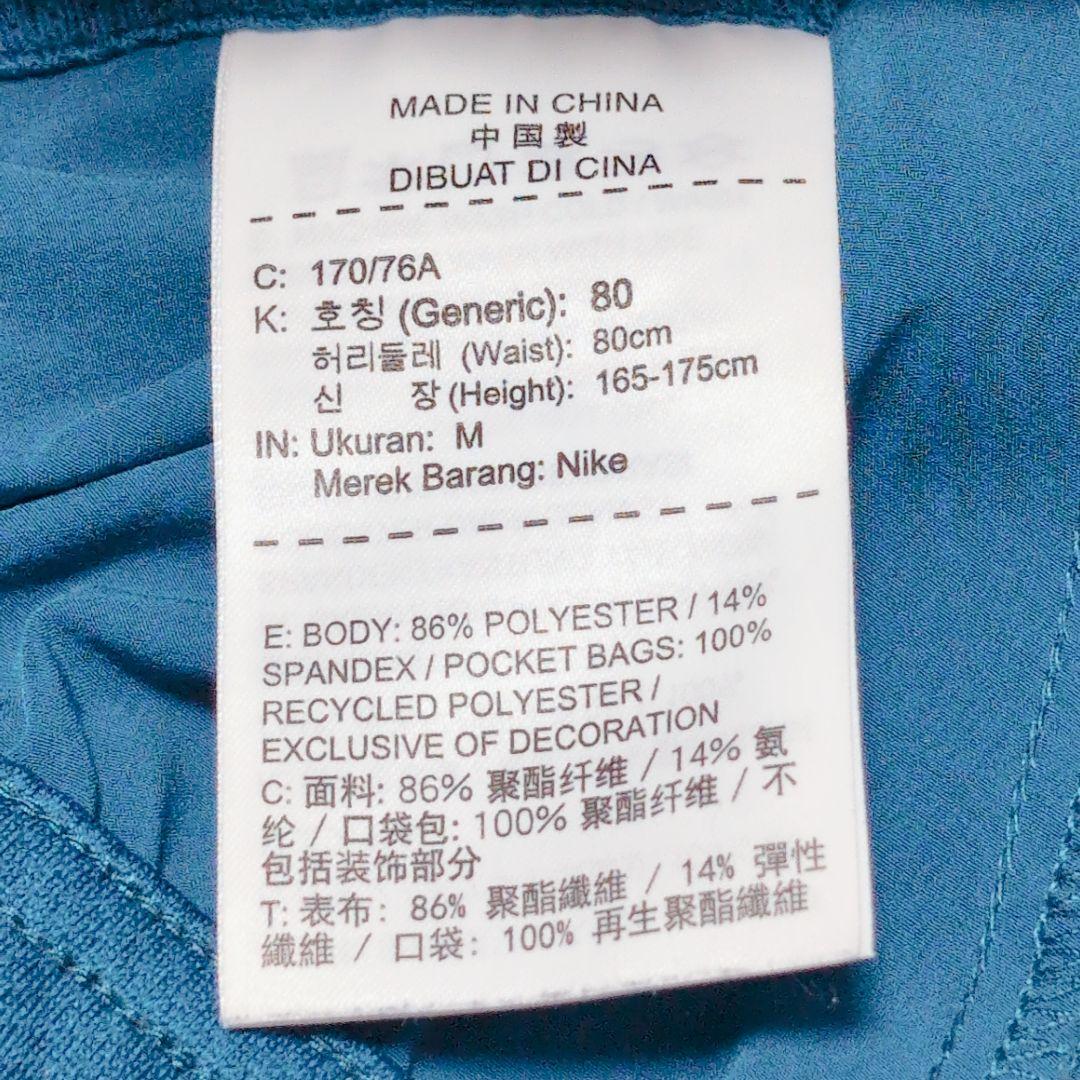 MADE IN CHINA
中国製
DIBUAT DI CINA
C: 170/76A
K: 호칭 (Generic): 80
허리둘레 (Waist): 80cm
신 장 (Height): 165-175cm
IN: Ukuran: M
Merek Barang: Nike
E: BODY: 86% POLYESTER / 14%
SPANDEX / POCKET BAGS: 100%
RECYCLED POLYESTER /
EXCLUSIVE OF DECORATION
C: 面料: 86% 聚酯纤维 / 14% 氨
纶 / 口袋包: 100% 聚酯纤维 / 不
包括装饰部分
T: 表布: 86% 聚酯纖維 / 14% 彈性
纖維 / 口袋: 100% 再生聚酯纖維